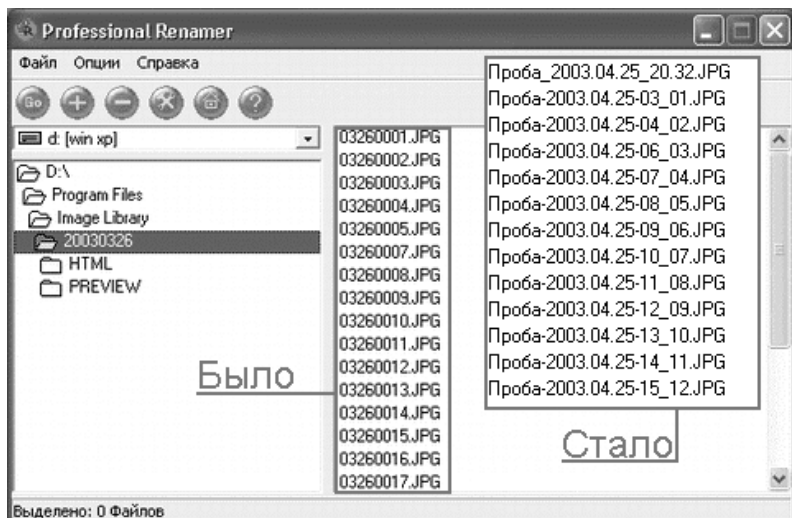 Professional Renamer
Файл Опции Справка
Go + - ?
d: [win xp]
D:\
Program Files
Image Library
20030326
HTML
PREVIEW
03260001.JPG
03260002.JPG
03260003.JPG
03260004.JPG
03260005.JPG
03260007.JPG
03260008.JPG
03260009.JPG
03260010.JPG
03260011.JPG
03260012.JPG
03260013.JPG
03260014.JPG
03260015.JPG
03260016.JPG
03260017.JPG
Было
Проба_2003.04.25_20.32.JPG
Проба-2003.04.25-03_01.JPG
Проба-2003.04.25-04_02.JPG
Проба-2003.04.25-06_03.JPG
Проба-2003.04.25-07_04.JPG
Проба-2003.04.25-08_05.JPG
Проба-2003.04.25-09_06.JPG
Проба-2003.04.25-10_07.JPG
Проба-2003.04.25-11_08.JPG
Проба-2003.04.25-12_09.JPG
Проба-2003.04.25-13_10.JPG
Проба-2003.04.25-14_11.JPG
Проба-2003.04.25-15_12.JPG
Стало
Выделено: 0 Файлов